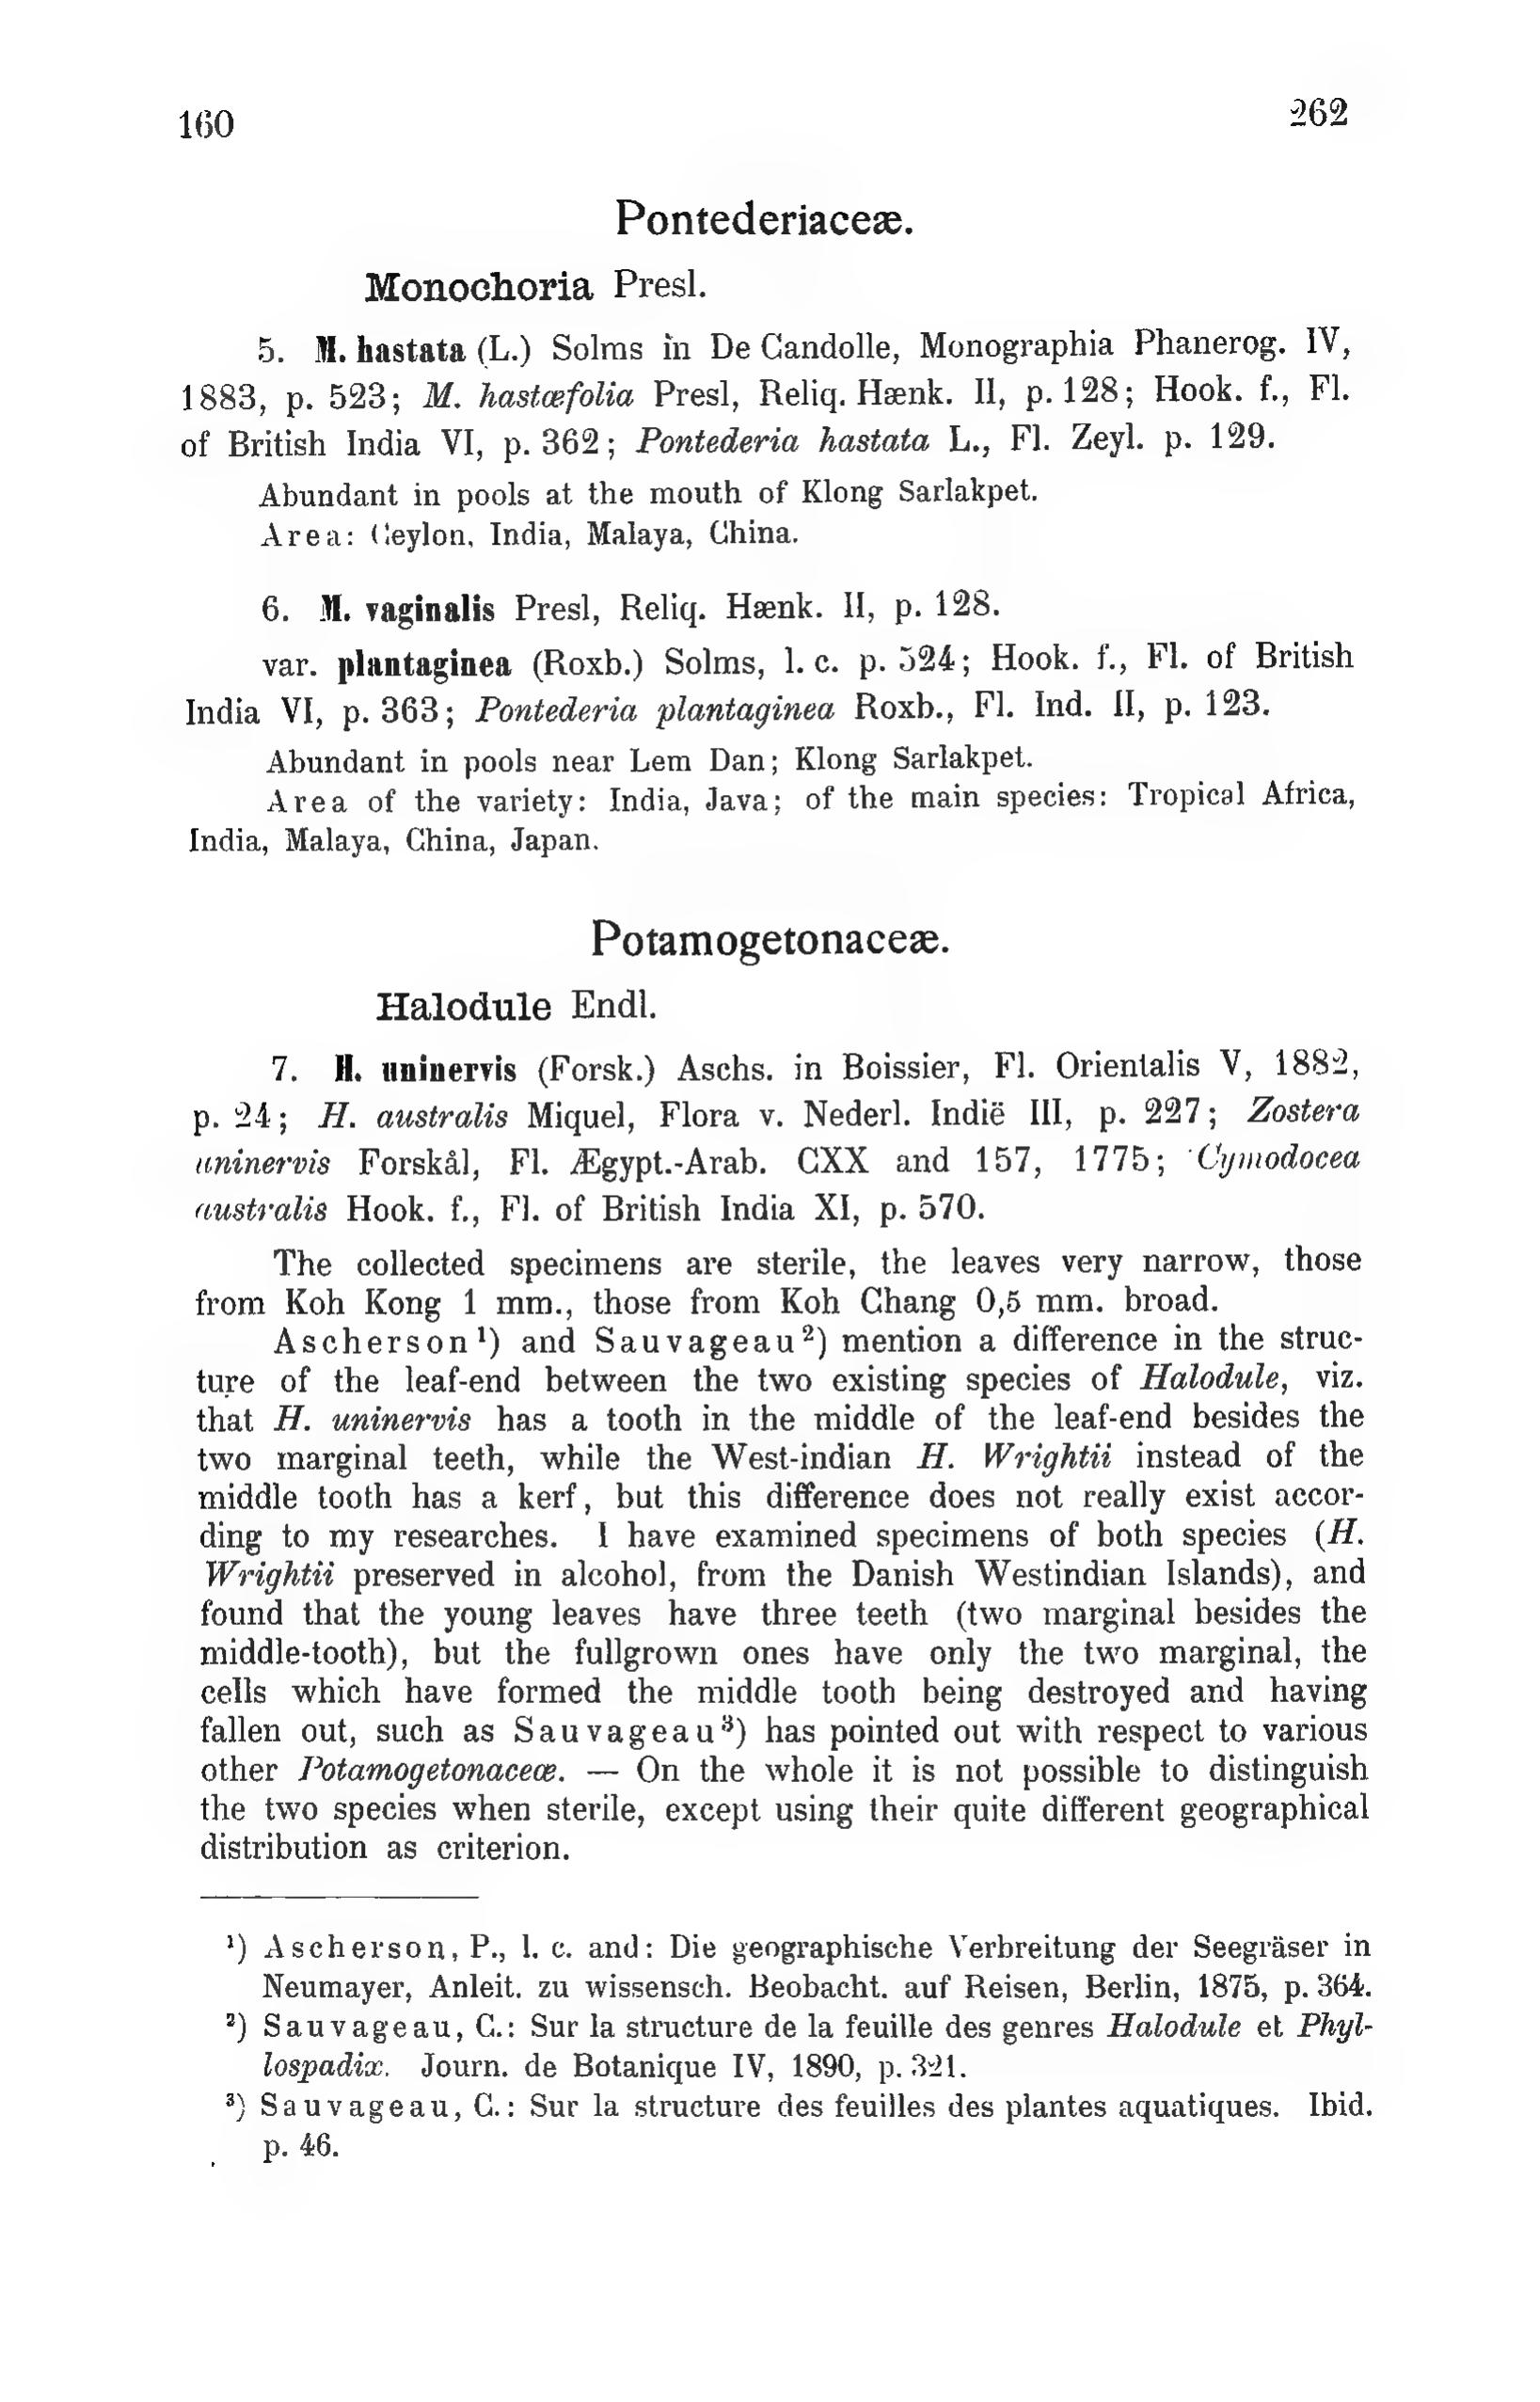 160
262
Pontederiaceæ.
Monochoria Presl.
5. M. hastata (L.) Solms in De Candolle, Monographia Phanerog. IV,
1883, p. 523; M. hastæfolia Presl, Reliq. Hænk. II, p. 128; Hook. f., Fl.
of British India VI, p. 362; Pontederia hastata L., Fl. Zeyl. p. 129.
Abundant in pools at the mouth of Klong Sarlakpet.
Area: Ceylon, India, Malaya, China.
6. M. vaginalis Presl, Reliq. Hænk. II, p. 128.
var. plantaginea (Roxb.) Solms, l. c. p. 524; Hook. f., Fl. of British
India VI, p. 363; Pontederia plantaginea Roxb., Fl. Ind. II, p. 123.
Abundant in pools near Lem Dan; Klong Sarlakpet.
Area of the variety: India, Java; of the main species: Tropical Africa,
India, Malaya, China, Japan.
Potamogetonaceæ.
Halodule Endl.
7. H. uninervis (Forsk.) Aschs. in Boissier, Fl. Orientalis V, 1882,
p. 24; H. australis Miquel, Flora v. Nederl. Indië III, p. 227; Zostera
uninervis Forskål, Fl. Ægypt.-Arab. CXX and 157, 1775; Cymodocea
australis Hook. f., Fl. of British India XI, p. 570.
The collected specimens are sterile, the leaves very narrow, those
from Koh Kong 1 mm., those from Koh Chang 0,5 mm. broad.
Ascherson¹) and Sauvageau²) mention a difference in the struc-
ture of the leaf-end between the two existing species of Halodule, viz.
that H. uninervis has a tooth in the middle of the leaf-end besides the
two marginal teeth, while the West-indian H. Wrightii instead of the
middle tooth has a kerf, but this difference does not really exist accor-
ding to my researches. I have examined specimens of both species (H.
Wrightii preserved in alcohol, from the Danish Westindian Islands), and
found that the young leaves have three teeth (two marginal besides the
middle-tooth), but the fullgrown ones have only the two marginal, the
cells which have formed the middle tooth being destroyed and having
fallen out, such as Sauvageau³) has pointed out with respect to various
other Potamogetonaceæ. — On the whole it is not possible to distinguish
the two species when sterile, except using their quite different geographical
distribution as criterion.
¹) Ascherson, P., l. c. and: Die geographische Verbreitung der Seegräser in
Neumayer, Anleit. zu wissensch. Beobacht. auf Reisen, Berlin, 1875, p. 364.
²) Sauvageau, C.: Sur la structure de la feuille des genres Halodule et Phyl-
lospadix. Journ. de Botanique IV, 1890, p. 321.
³) Sauvageau, C.: Sur la structure des feuilles des plantes aquatiques. Ibid.
p. 46.